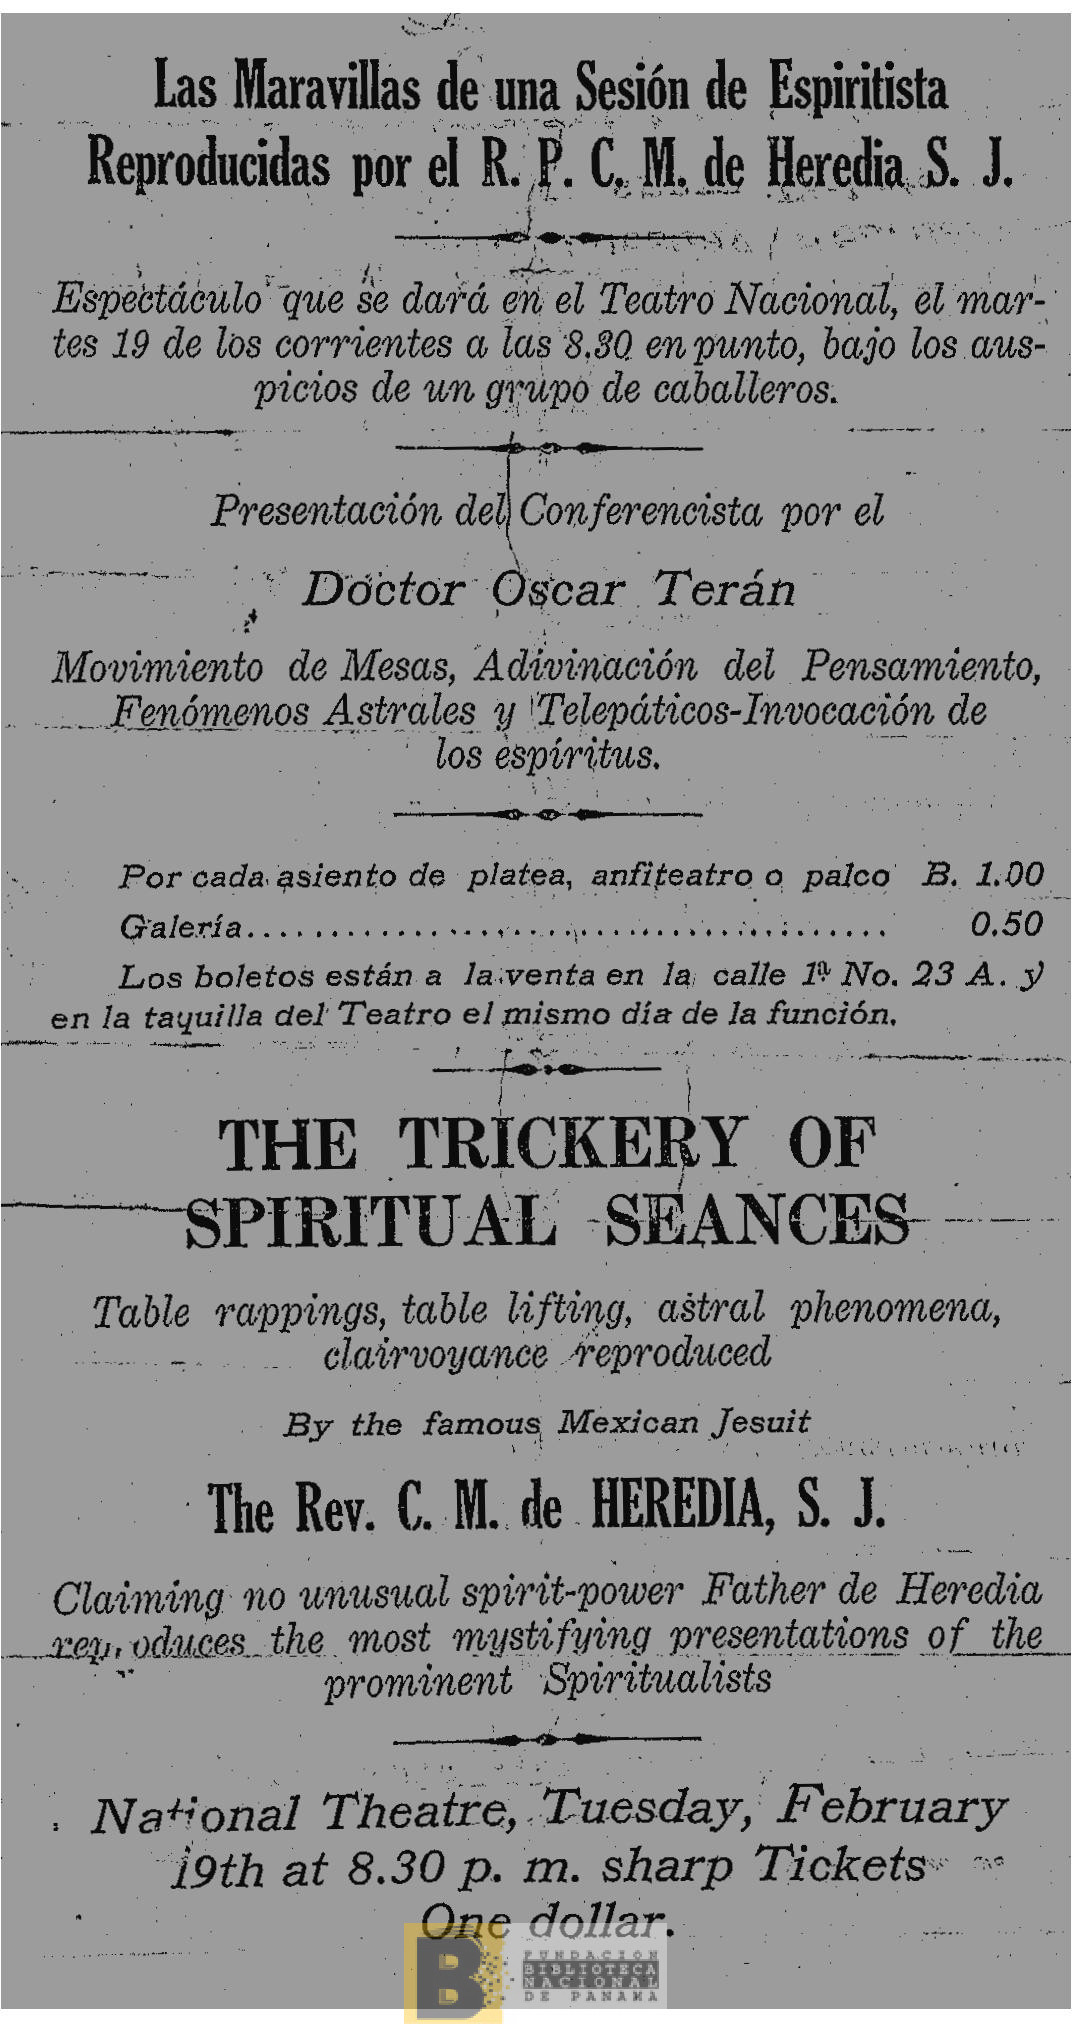 Las Maravillas de una Sesión de Espiritista
Reproducidas por el R. P. C. M. de Heredia S. J.
Espectáculo que se dará en el Teatro Nacional, el mar-
tes 19 de los corrientes a las 8.30 en punto, bajo los aus-
picios de un grupo de caballeros.
Presentación del Conferencista por el
Doctor Oscar Terán
Movimiento de Mesas, Adivinación del Pensamiento,
Fenómenos Astrales y Telepáticos-Invocación de
los espíritus.
Por cada asiento de platea, anfiteatro o palco B. 1.00
Galería...................................... 0.50
Los boletos están a la venta en la calle 1ª No. 23 A. y
en la taquilla del Teatro el mismo día de la función.
THE TRICKERY OF
SPIRITUAL SEANCES
Table rappings, table lifting, astral phenomena,
clairvoyance reproduced
By the famous Mexican Jesuit
The Rev. C. M. de HEREDIA, S. J.
Claiming no unusual spirit-power Father de Heredia
reproduces the most mystifying presentations of the
prominent Spiritualists
National Theatre, Tuesday, February
19th at 8.30 p. m. sharp Tickets
One dollar.
B
FUNDACION
BIBLIOTECA
NACIONAL
DE PANAMA